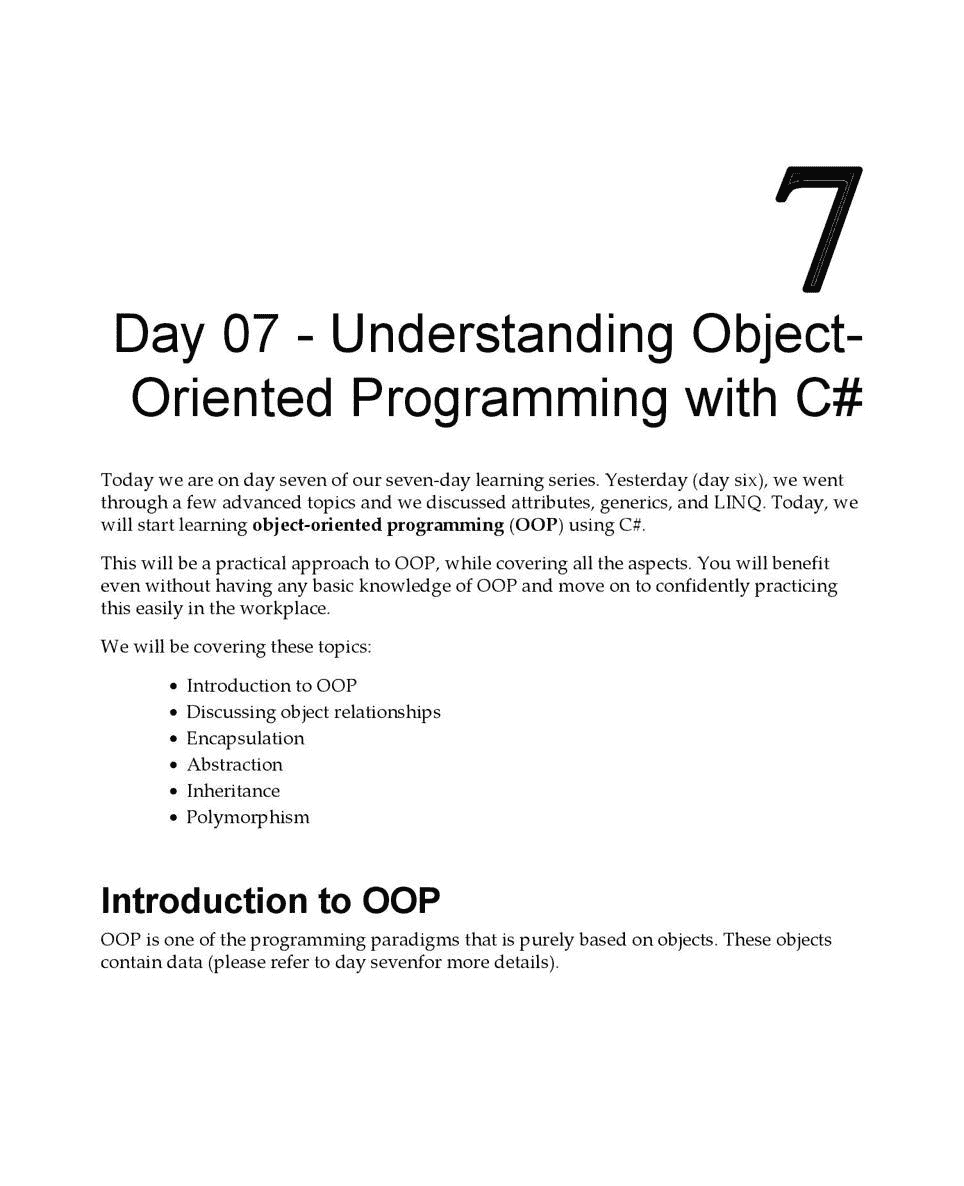 7
Day 07 - Understanding Object-
Oriented Programming with C#
Today we are on day seven of our seven-day learning series. Yesterday (day six), we went
through a few advanced topics and we discussed attributes, generics, and LINQ. Today, we
will start learning object-oriented programming (OOP) using C#.
This will be a practical approach to OOP, while covering all the aspects. You will benefit
even without having any basic knowledge of OOP and move on to confidently practicing
this easily in the workplace.
We will be covering these topics:
• Introduction to OOP
• Discussing object relationships
• Encapsulation
• Abstraction
• Inheritance
• Polymorphism
Introduction to OOP
OOP is one of the programming paradigms that is purely based on objects. These objects
contain data (please refer to day sevenfor more details).